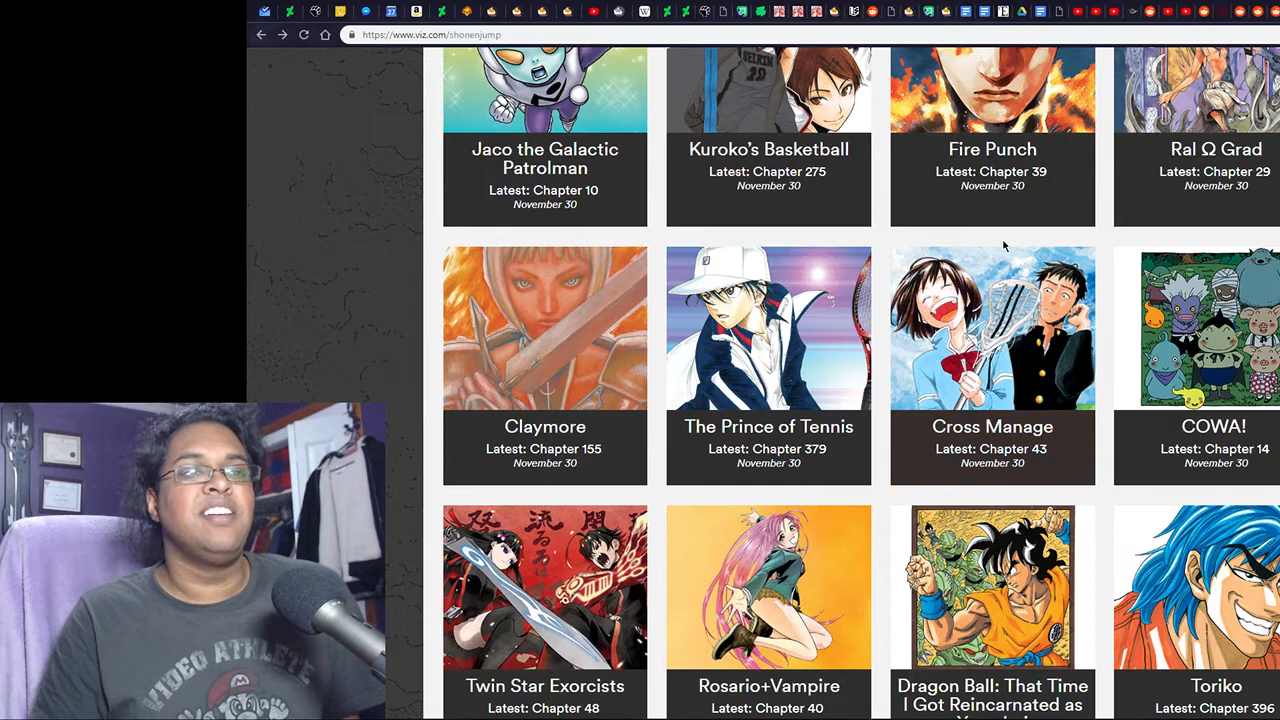 https://www.viz.com/shonenjump
Jaco the Galactic
Patrolman
Latest: Chapter 10
November 30
Kuroko's Basketball
Latest: Chapter 275
November 30
Fire Punch
Latest: Chapter 39
November 30
Ral Ω Grad
Latest: Chapter 29
November 30
Claymore
Latest: Chapter 155
November 30
The Prince of Tennis
Latest: Chapter 379
November 30
Cross Manage
Latest: Chapter 43
November 30
COWA!
Latest: Chapter 14
November 30
Twin Star Exorcists
Latest: Chapter 48
Rosario+Vampire
Latest: Chapter 40
Dragon Ball: That Time
I Got Reincarnated as
Toriko
Latest: Chapter 396
VIDEO ATHLETE